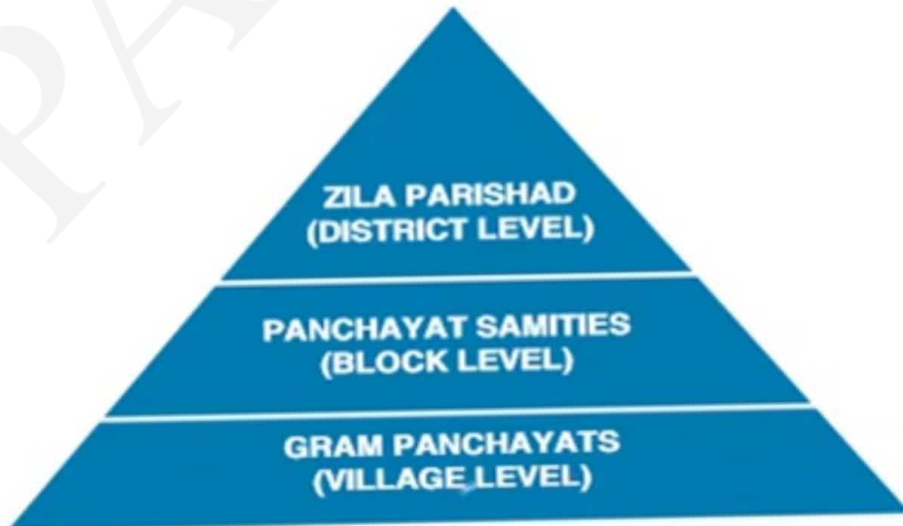 ZILA PARISHAD
(DISTRICT LEVEL)
PANCHAYAT SAMITIES
(BLOCK LEVEL)
GRAM PANCHAYATS
(VILLAGE LEVEL)